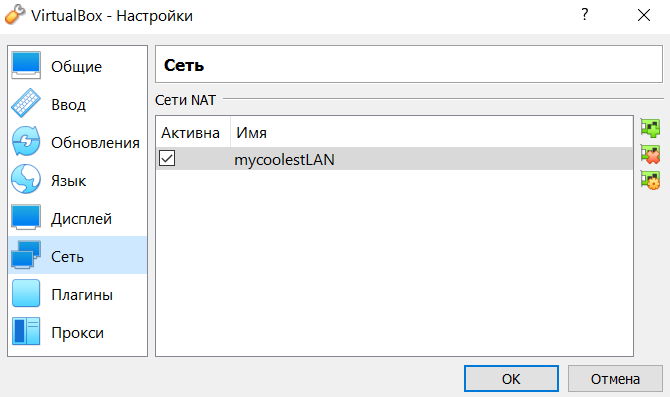 VirtualBox - Настройки ?
Общие
Ввод
Обновления
Язык
Дисплей
Сеть
Плагины
Прокси
Сеть
Сети NAT
Активна Имя
mycoolestLAN
OK Отмена